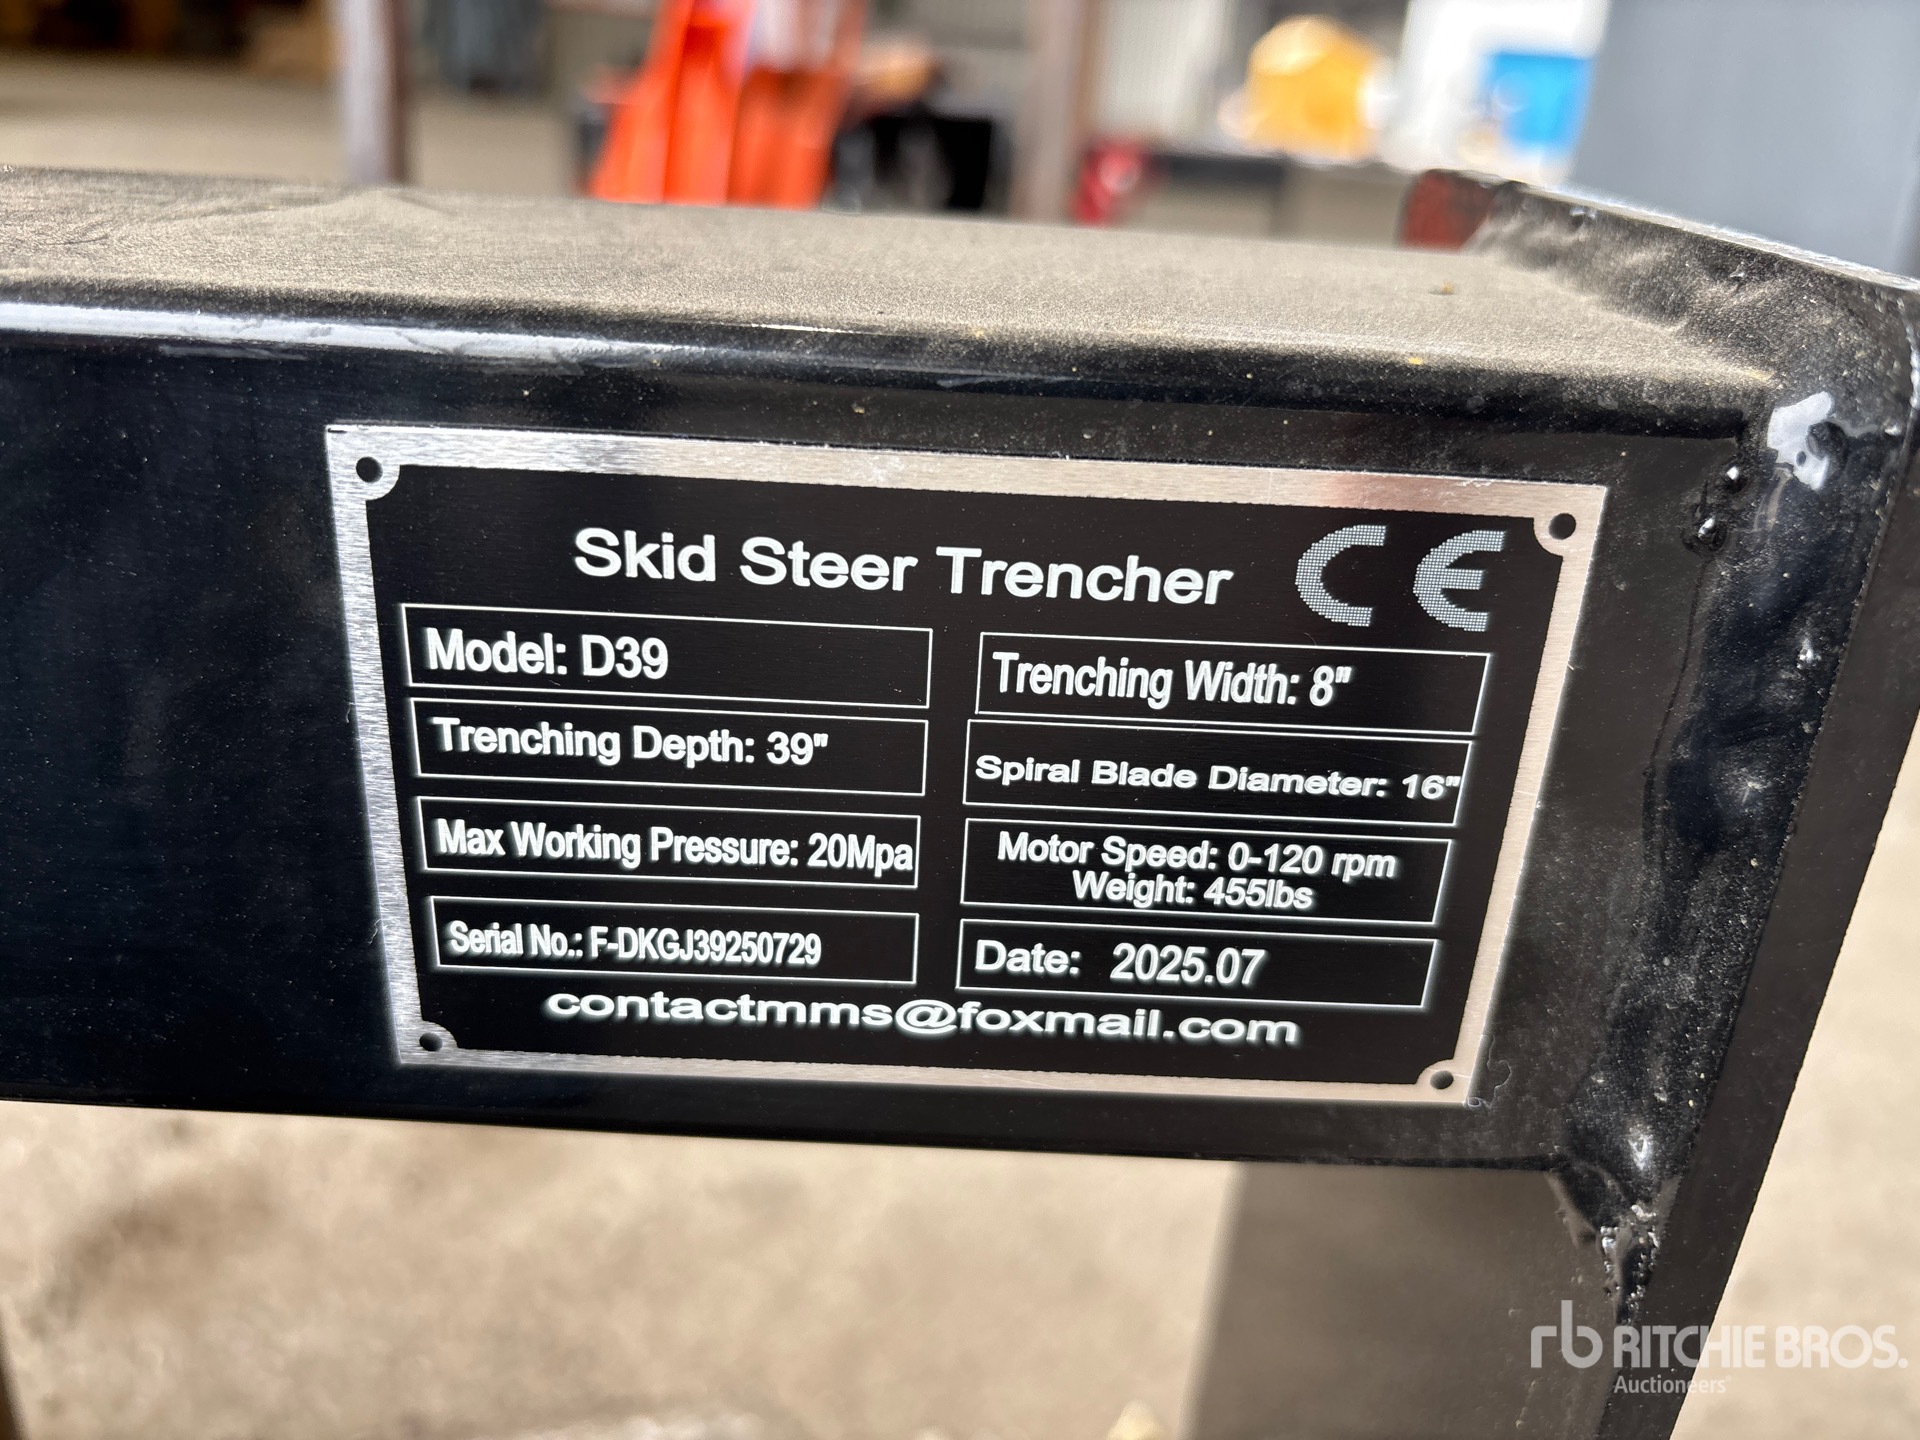 Skid Steer Trencher CE
Model: D39
Trenching Width: 8"
Trenching Depth: 39"
Spiral Blade Diameter: 16"
Max Working Pressure: 20Mpa
Motor Speed: 0-120 rpm
Weight: 455lbs
Serial No.: F-DKGJ39250729
Date: 2025.07
contactmms@foxmail.com
rb RITCHIE BROS.
Auctioneers